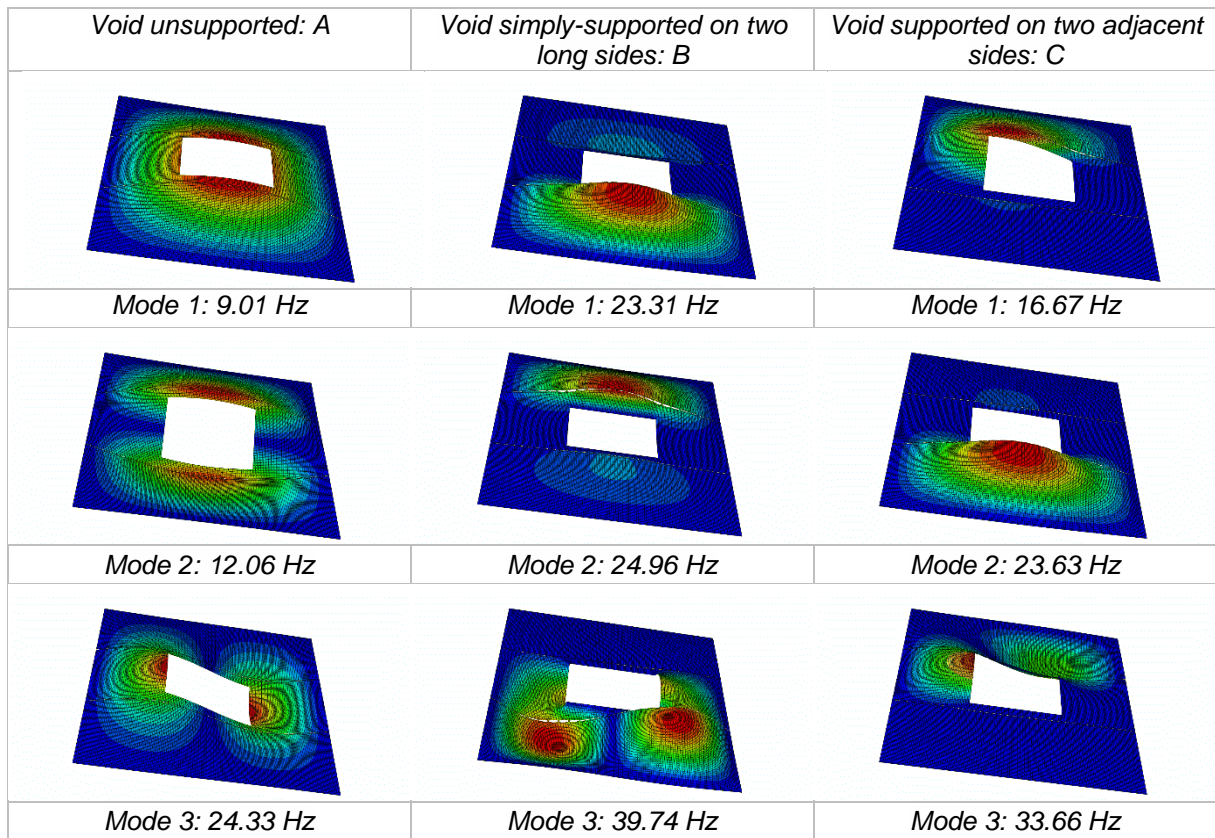 Void unsupported: A
Void simply-supported on two
long sides: B
Void supported on two adjacent
sides: C
Mode 1: 9.01 Hz
Mode 1: 23.31 Hz
Mode 1: 16.67 Hz
Mode 2: 12.06 Hz
Mode 2: 24.96 Hz
Mode 2: 23.63 Hz
Mode 3: 24.33 Hz
Mode 3: 39.74 Hz
Mode 3: 33.66 Hz